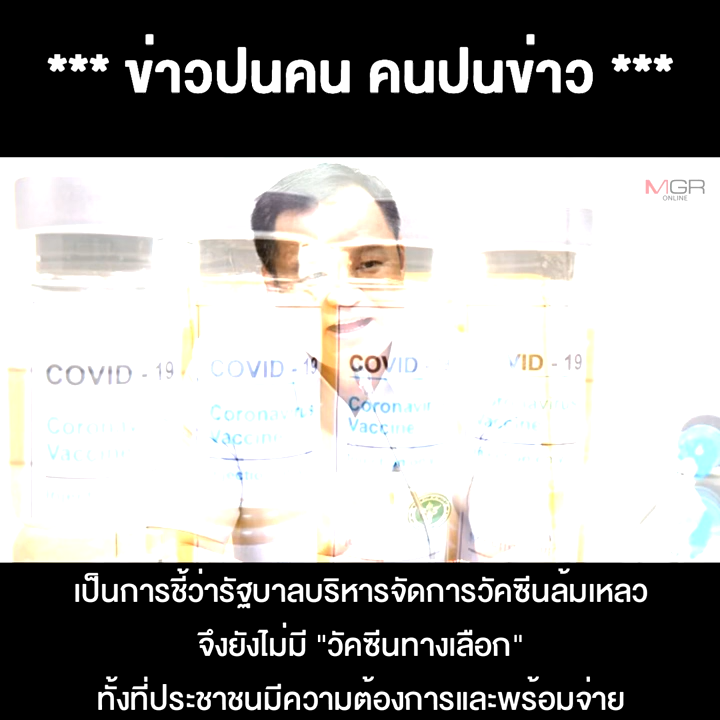 *** ข่าวปนคน คนปนข่าว ***
MGR
ONLINE
COVID - 19 COVID - 19 COVID - 19 VID - 19
Coronavirus Coronavirus
Vaccine Vaccine Vaccine
เป็นการชี้ว่ารัฐบาลบริหารจัดการวัคซีนล้มเหลว
จึงยังไม่มี "วัคซีนทางเลือก"
ทั้งที่ประชาชนมีความต้องการและพร้อมจ่าย